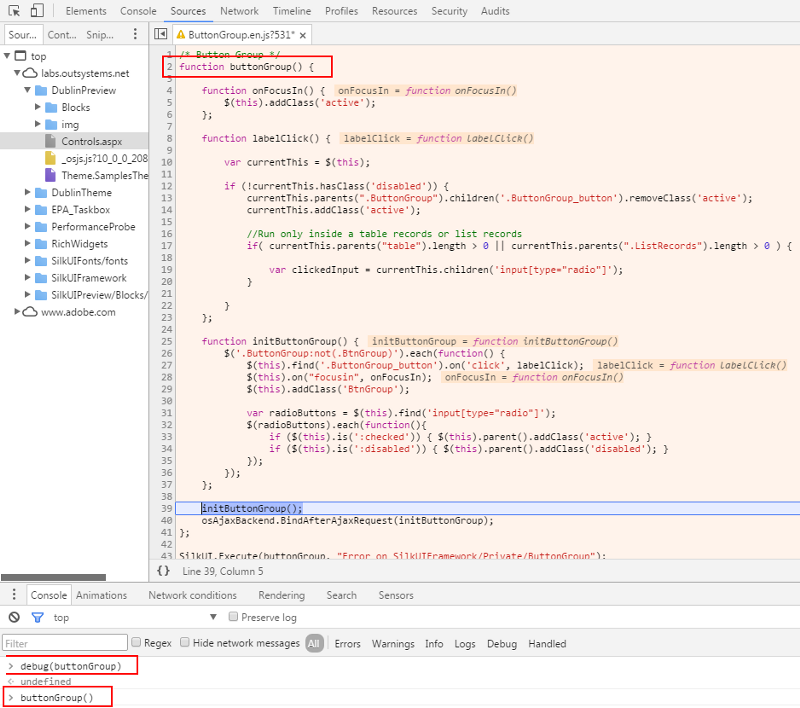 Elements Console Sources Network Timeline Profiles Resources Security Audits
Sour... Cont... Snip...
ButtonGroup.en.js?531* ×
top
labs.outsystems.net
DublinPreview
Blocks
img
Controls.aspx
_osjs.js?10_0_0_208
Theme.SamplesThe
DublinTheme
EPA_Taskbox
PerformanceProbe
RichWidgets
SilkUIFonts/fonts
SilkUIFramework
SilkUIPreview/Blocks/
www.adobe.com
1 /* Button Group */
2 function buttonGroup() {
3
4 function onFocusIn() { onFocusIn = function onFocusIn()
5 $(this).addClass('active');
6 };
7
8 function labelClick() { labelClick = function labelClick()
9
10 var currentThis = $(this);
11
12 if (!currentThis.hasClass('disabled')) {
13 currentThis.parents(".ButtonGroup").children('.ButtonGroup_button').removeClass('active');
14 currentThis.addClass('active');
15
16 //Run only inside a table records or list records
17 if( currentThis.parents("table").length > 0 || currentThis.parents(".ListRecords").length > 0 ) {
18
19 var clickedInput = currentThis.children('input[type="radio"]');
20 }
21
22 }
23 };
24
25 function initButtonGroup() { initButtonGroup = function initButtonGroup()
26 $('.ButtonGroup:not(.BtnGroup)').each(function() {
27 $(this).find('.ButtonGroup_button').on('click', labelClick); labelClick = function labelClick()
28 $(this).on("focusin", onFocusIn); onFocusIn = function onFocusIn()
29 $(this).addClass('BtnGroup');
30
31 var radioButtons = $(this).find('input[type="radio"]');
32 $(radioButtons).each(function(){
33 if ($(this).is(':checked')) { $(this).parent().addClass('active'); }
34 if ($(this).is(':disabled')) { $(this).parent().addClass('disabled'); }
35 });
36 });
37 };
38
39 initButtonGroup();
40 osAjaxBackend.BindAfterAjaxRequest(initButtonGroup);
41 };
42
43 SilkUI.Execute(buttonGroup, "Error on SilkUIFramework/Private/ButtonGroup");
{} Line 39, Column 5
Console Animations Network conditions Rendering Search Sensors
top Preserve log
Filter Regex Hide network messages All Errors Warnings Info Logs Debug Handled
> debug(buttonGroup)
undefined
> buttonGroup()